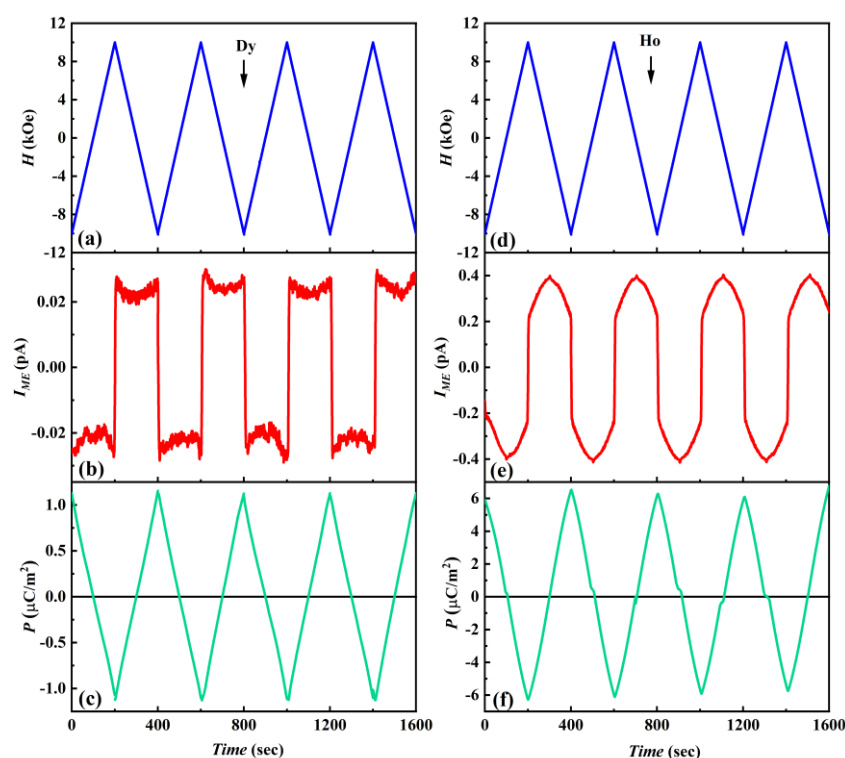 12
8
4
0
-4
-8
-12
H (kOe)
Dy
(a)
0.02
0.00
-0.02
I_ME (pA)
(b)
1.0
0.5
0.0
-0.5
-1.0
P (μC/m²)
(c)
0 400 800 1200 1600
Time (sec)
12
8
4
0
-4
-8
-12
H (kOe)
Ho
(d)
0.4
0.2
0.0
-0.2
-0.4
I_ME (pA)
(e)
6
4
2
0
-2
-4
-6
P (μC/m²)
(f)
0 400 800 1200 1600
Time (sec)